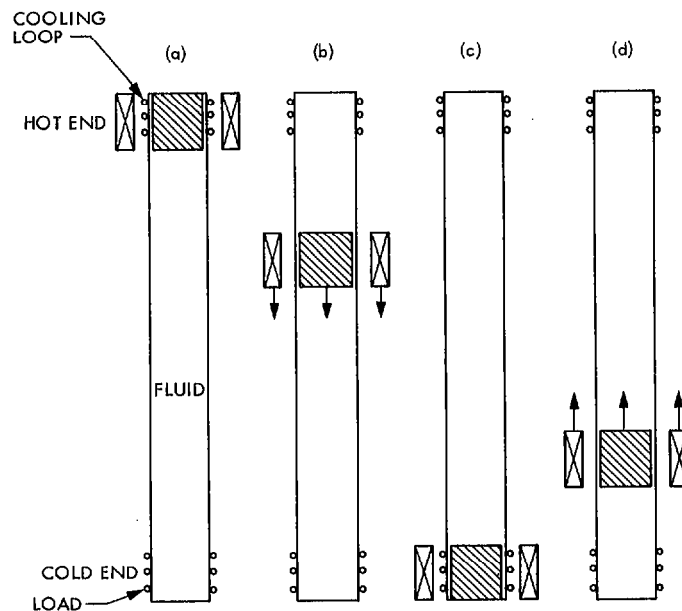 COOLING
LOOP
(a)
(b)
(c)
(d)
HOT END
FLUID
COLD END
LOAD